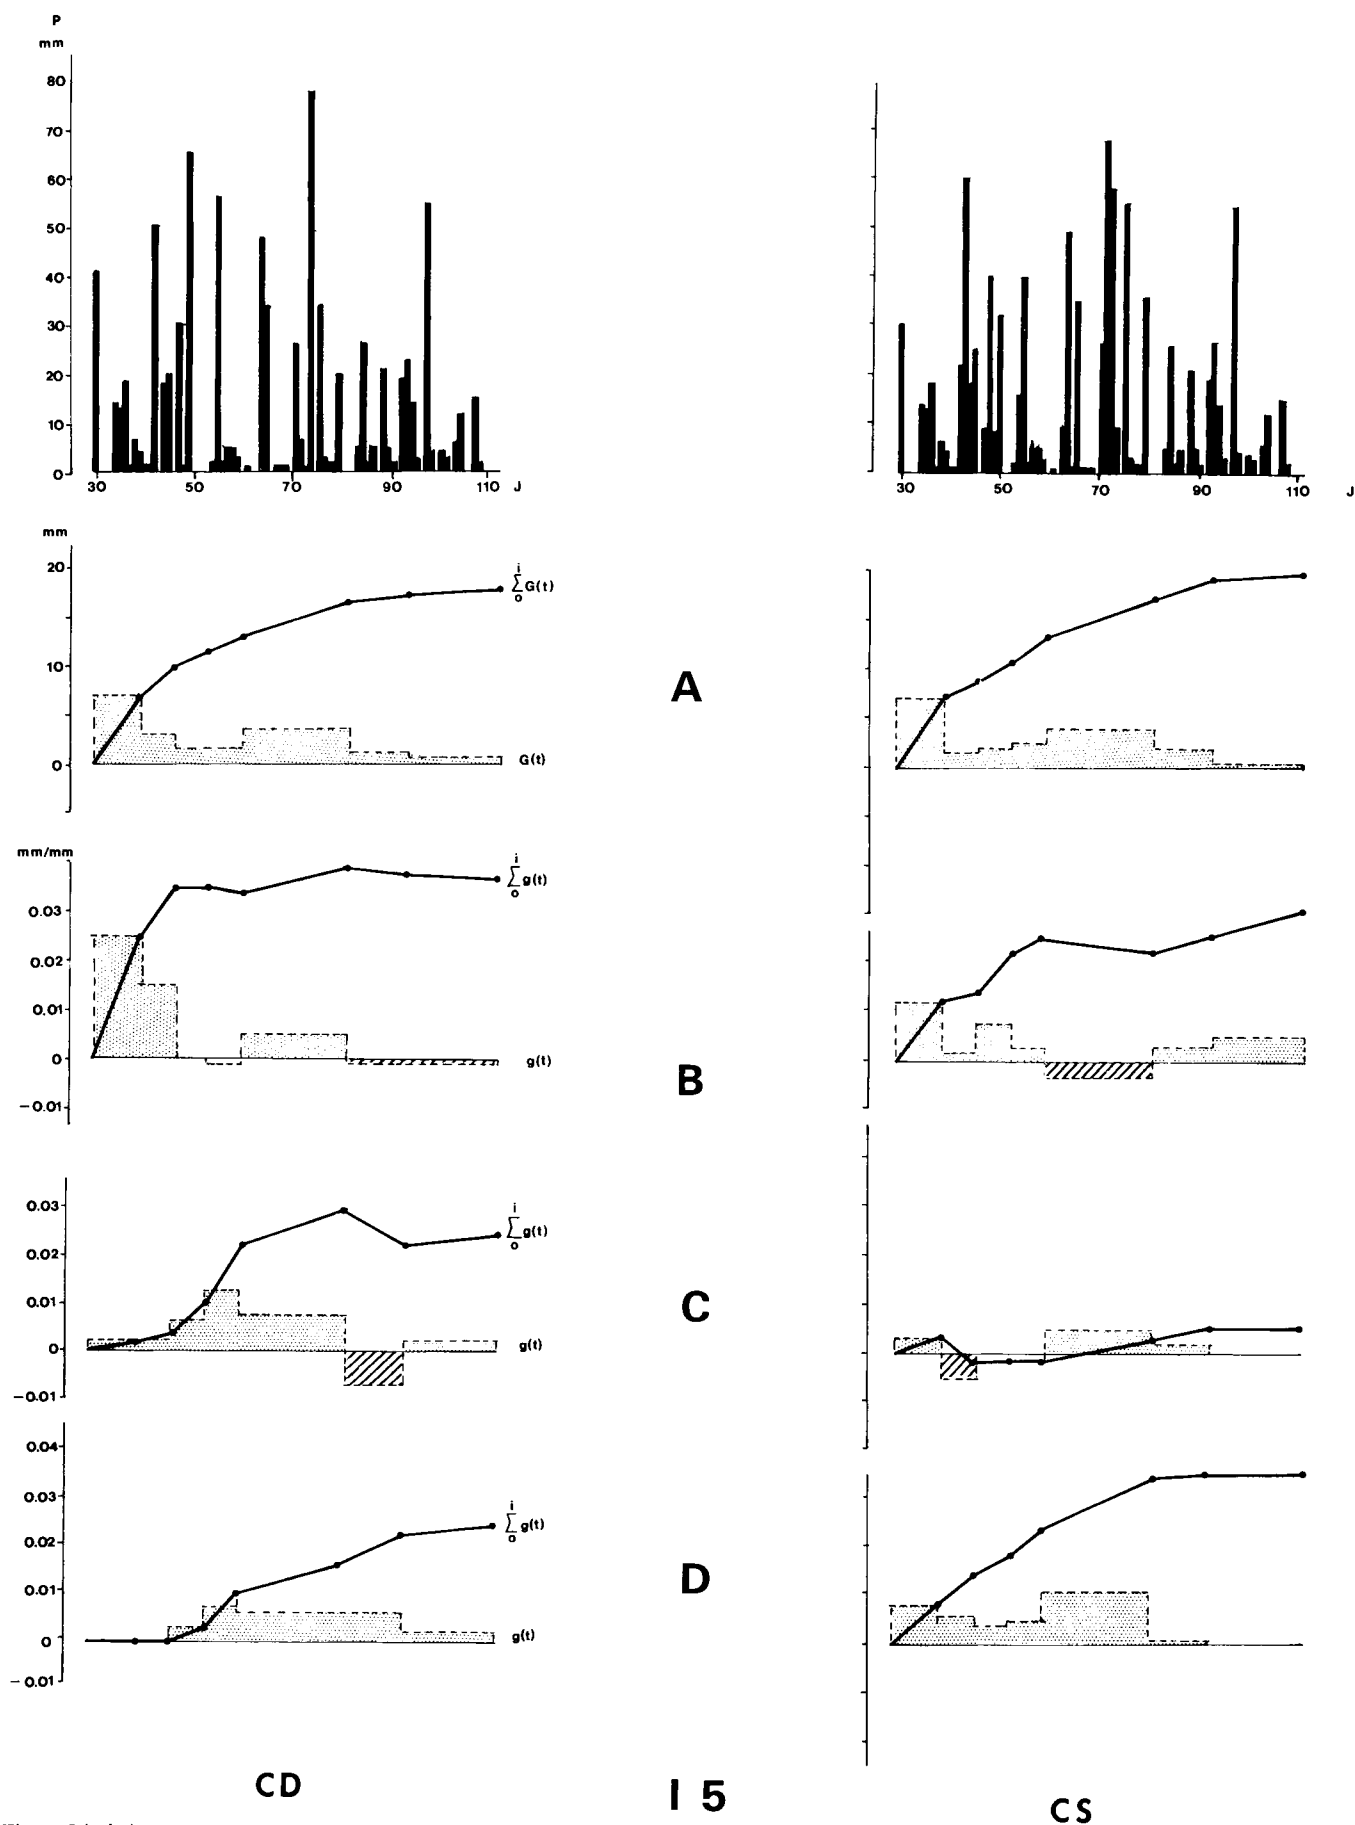 P
mm
80
70
60
50
40
30
20
10
0
30 50 70 90 110 J
30 50 70 90 110 J
mm
20
10
0
i
∑ G(t)
o
G(t)
A
mm/mm
0.03
0.02
0.01
0
−0.01
i
∑ g(t)
o
g(t)
B
0.03
0.02
0.01
0
−0.01
i
∑ g(t)
o
g(t)
C
0.04
0.03
0.02
0.01
0
−0.01
i
∑ g(t)
o
g(t)
D
CD
I 5
CS